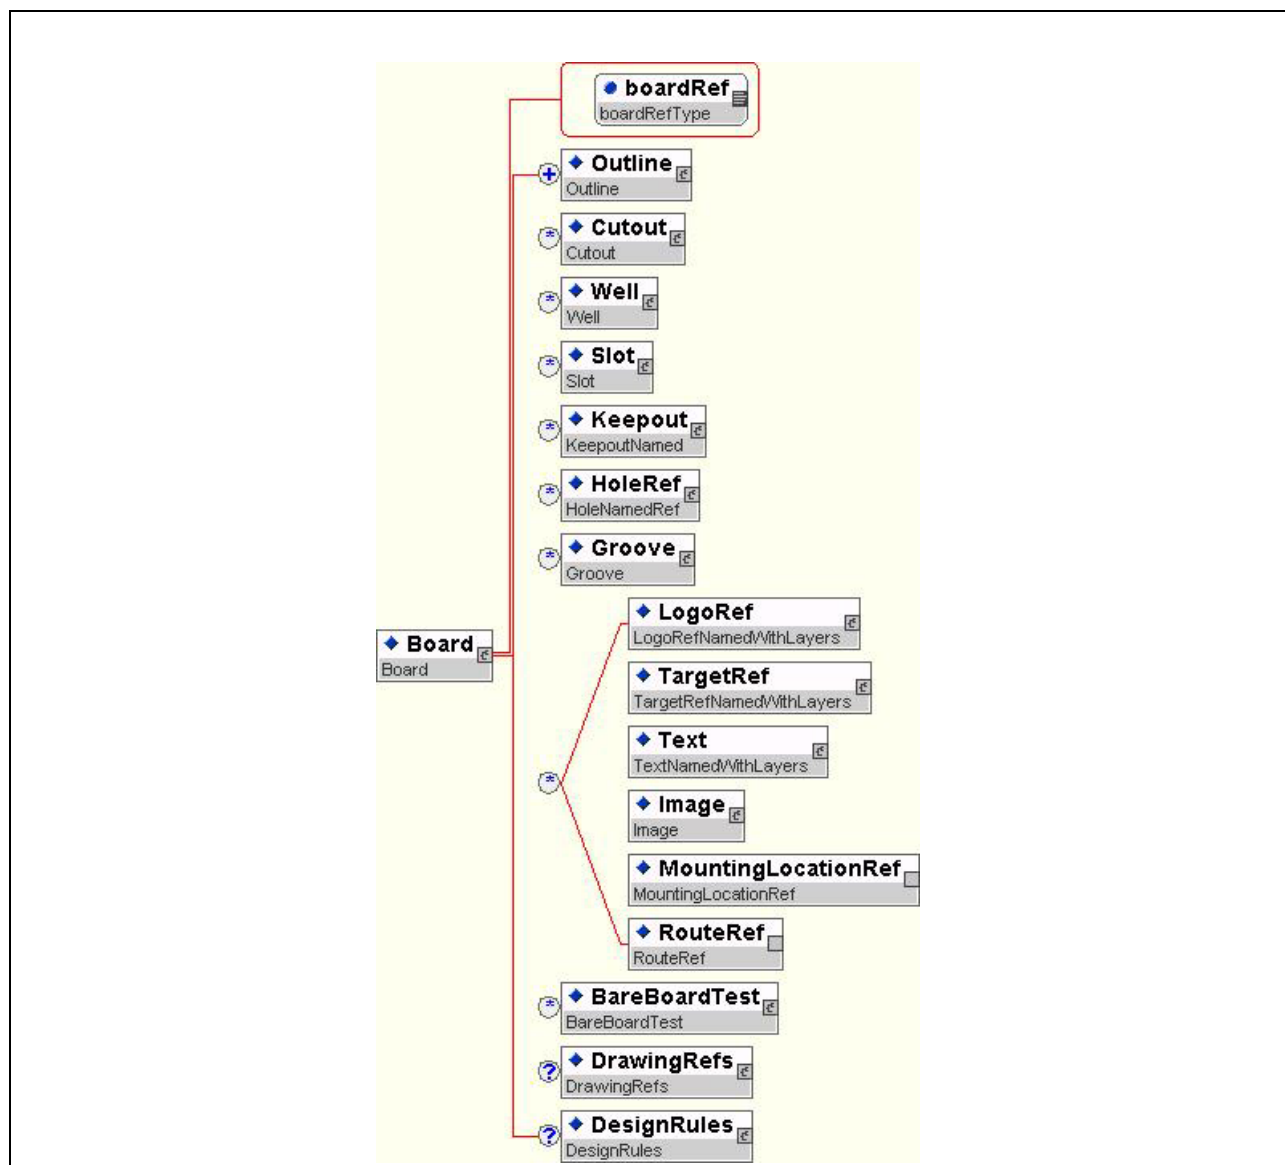 boardRef
boardRefType
+
Outline
Outline
*
Cutout
Cutout
*
Well
Well
*
Slot
Slot
*
Keepout
KeepoutNamed
*
HoleRef
HoleNamedRef
*
Groove
Groove
Board
Board
*
LogoRef
LogoRefNamedWithLayers
TargetRef
TargetRefNamedWithLayers
Text
TextNamedWithLayers
Image
Image
MountingLocationRef
MountingLocationRef
RouteRef
RouteRef
*
BareBoardTest
BareBoardTest
?
DrawingRefs
DrawingRefs
?
DesignRules
DesignRules